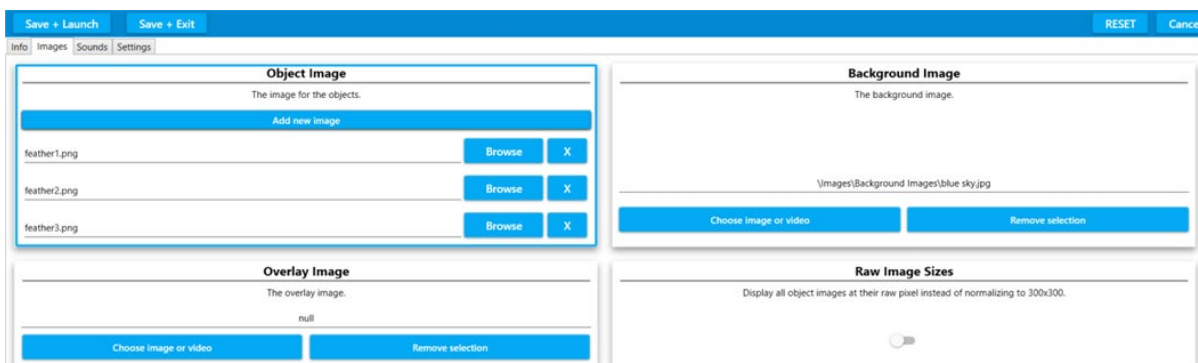 Save + Launch
Save + Exit
RESET
Cance
Info
Images
Sounds
Settings
Object Image
The image for the objects.
Add new image
feather1.png
Browse
X
feather2.png
Browse
X
feather3.png
Browse
X
Background Image
The background image.
\Images\Background Images\blue sky.jpg
Choose image or video
Remove selection
Overlay Image
The overlay image.
null
Choose image or video
Remove selection
Raw Image Sizes
Display all object images at their raw pixel instead of normalizing to 300x300.